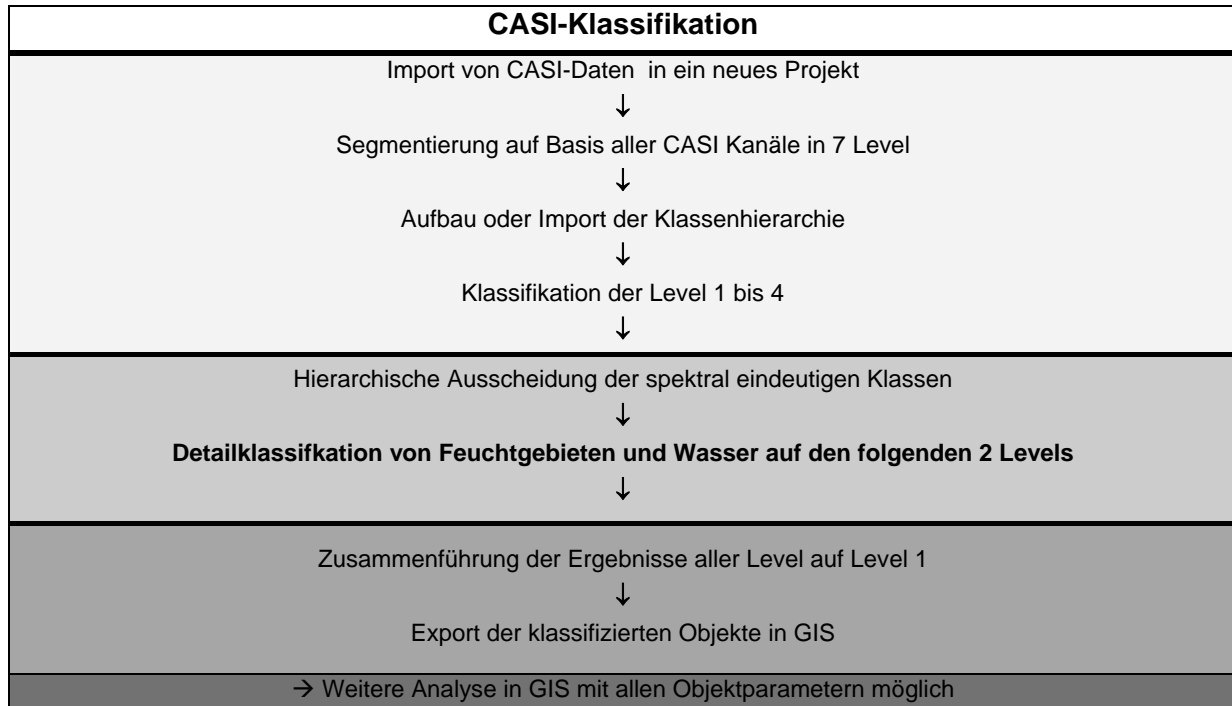 CASI-Klassifikation
Import von CASI-Daten in ein neues Projekt
↓
Segmentierung auf Basis aller CASI Kanäle in 7 Level
↓
Aufbau oder Import der Klassenhierarchie
↓
Klassifikation der Level 1 bis 4
↓
Hierarchische Ausscheidung der spektral eindeutigen Klassen
↓
Detailklassifkation von Feuchtgebieten und Wasser auf den folgenden 2 Levels
↓
Zusammenführung der Ergebnisse aller Level auf Level 1
↓
Export der klassifizierten Objekte in GIS
→ Weitere Analyse in GIS mit allen Objektparametern möglich